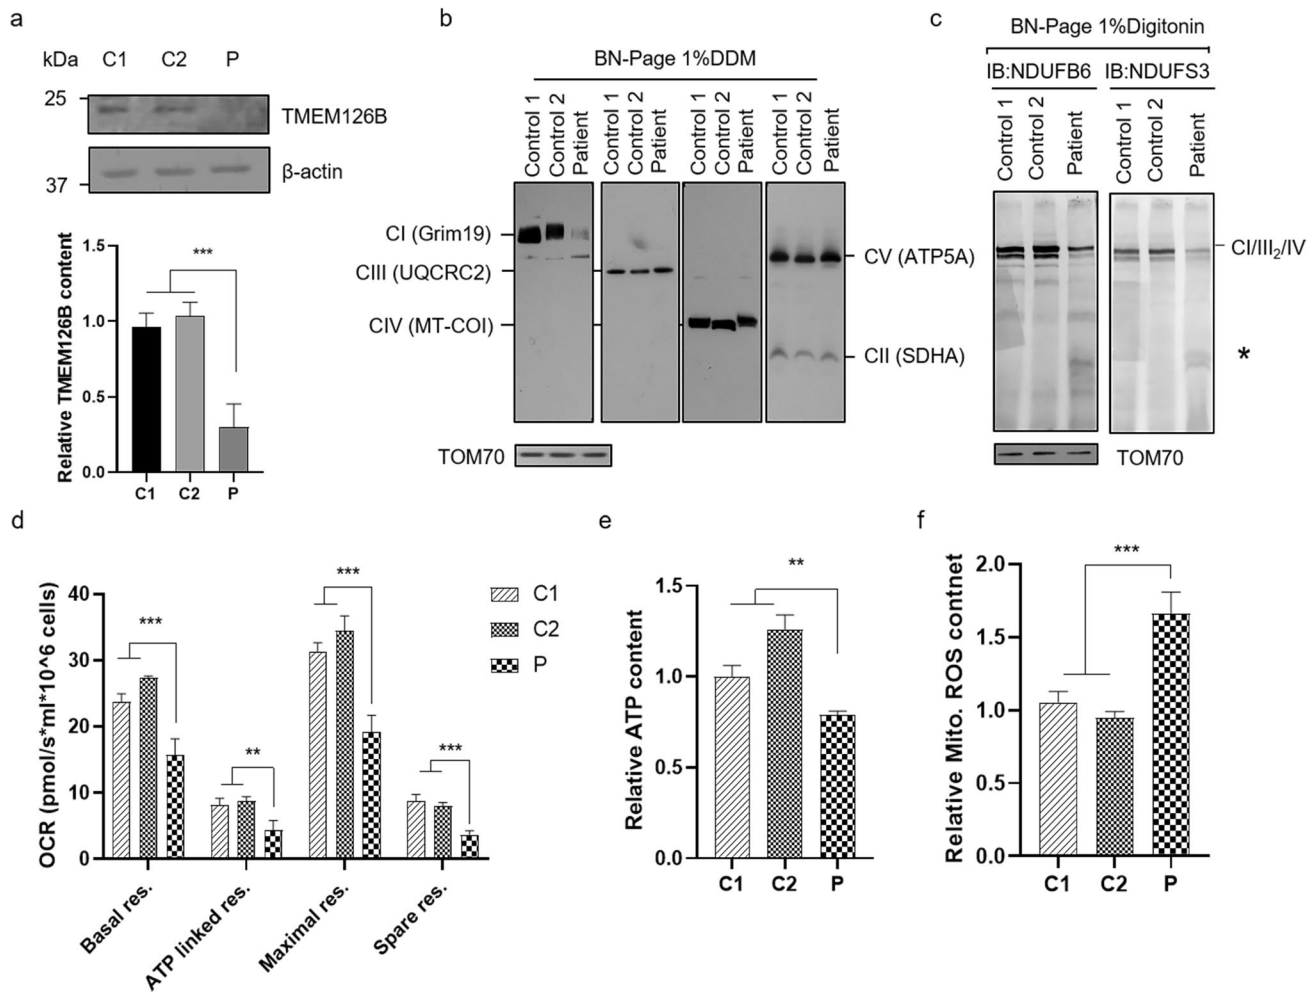 a
kDa C1 C2 P
25
TMEM126B
β-actin
37
Relative TMEM126B content
1.5
1.0
0.5
0.0
***
C1 C2 P
b
BN-Page 1%DDM
Control 1 Control 2 Patient
Control 1 Control 2 Patient
Control 1 Control 2 Patient
Control 1 Control 2 Patient
CI (Grim19)
CIII (UQCRC2)
CIV (MT-COI)
CV (ATP5A)
CII (SDHA)
TOM70
c
BN-Page 1%Digitonin
IB:NDUFB6 IB:NDUFS3
Control 1 Control 2 Patient
Control 1 Control 2 Patient
CI/III₂/IV
*
TOM70
d
OCR (pmol/s*ml*10^6 cells)
40
30
20
10
0
***
**
***
***
Basal res.
ATP linked res.
Maximal res.
Spare res.
C1
C2
P
e
Relative ATP content
1.5
1.0
0.5
0.0
**
C1 C2 P
f
Relative Mito. ROS contnet
2.0
1.5
1.0
0.5
0.0
***
C1 C2 P